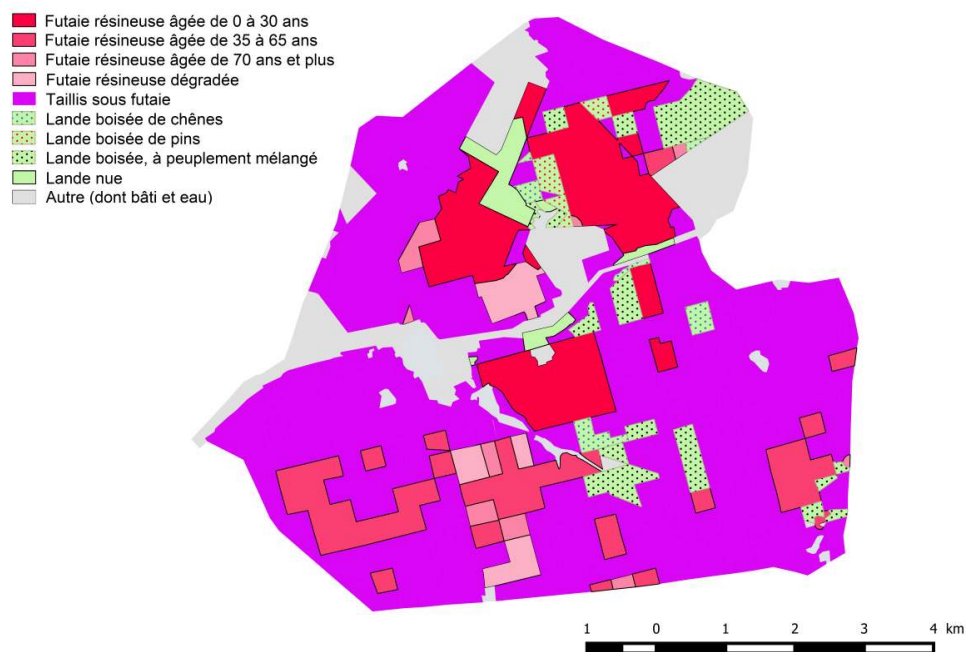 Futaie résineuse âgée de 0 à 30 ans
Futaie résineuse âgée de 35 à 65 ans
Futaie résineuse âgée de 70 ans et plus
Futaie résineuse dégradée
Taillis sous futaie
Lande boisée de chênes
Lande boisée de pins
Lande boisée, à peuplement mélangé
Lande nue
Autre (dont bâti et eau)
1 0 1 2 3 4 km